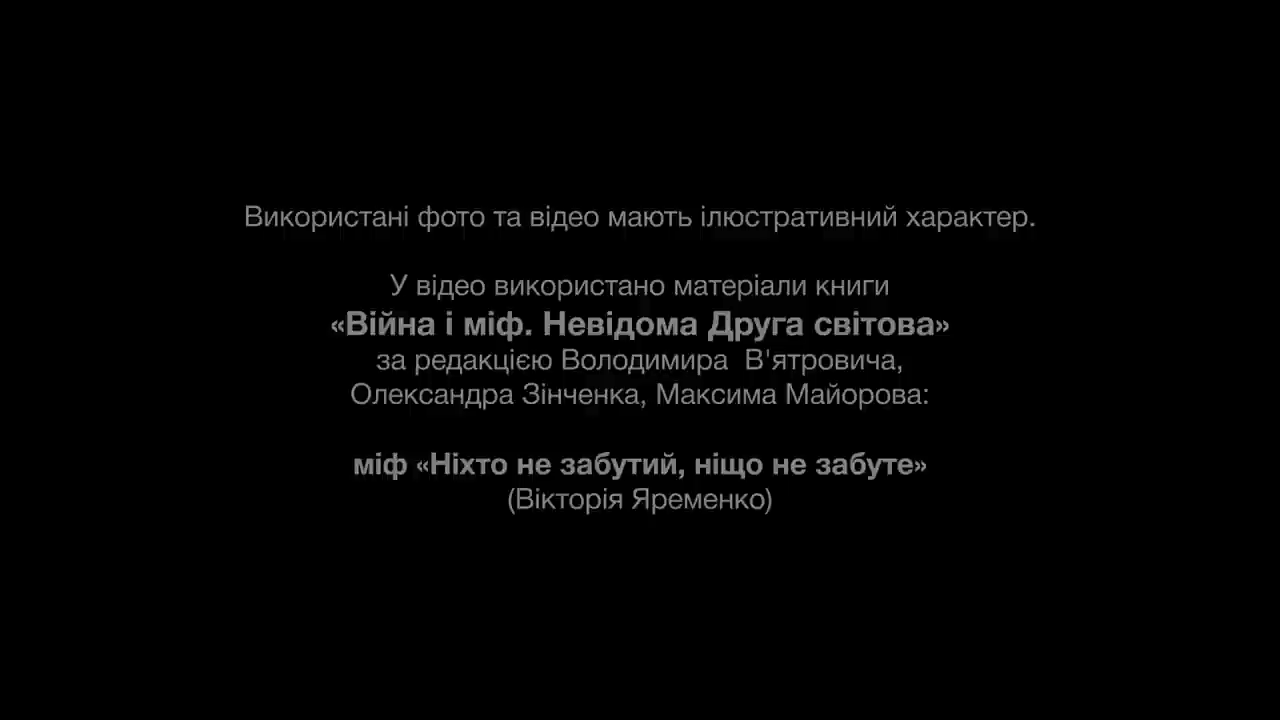 Використані фото та відео мають ілюстративний характер.
У відео використано матеріали книги
«Війна і міф. Невідома Друга світова»
за редакцією Володимира В'ятровича,
Олександра Зінченка, Максима Майорова:
міф «Ніхто не забутий, ніщо не забуте»
(Вікторія Яременко)